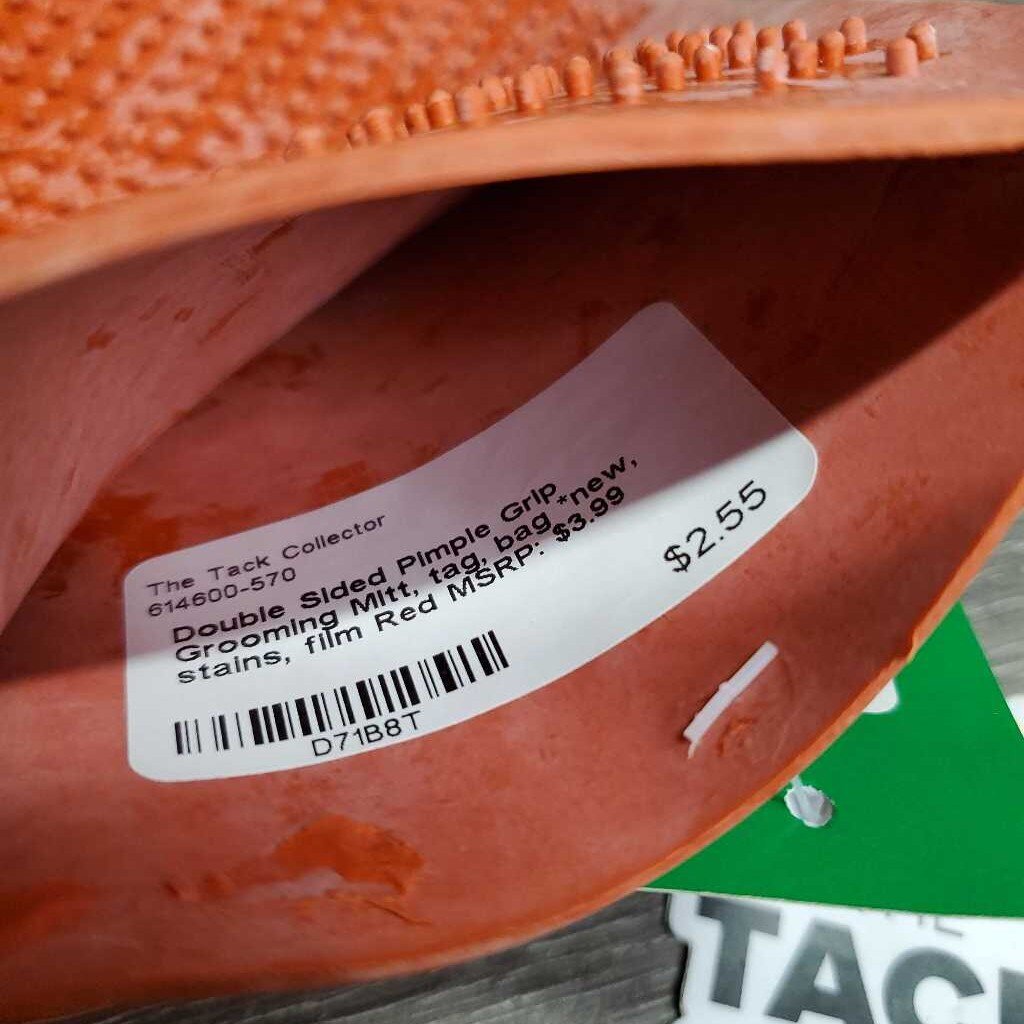 The Tack Collector
614600-570
Double Sided Pimple Grip
Grooming Mitt, tag, bag *new,
stains, film Red MSRP: $3.99
$2.55
D71B8T
TAC